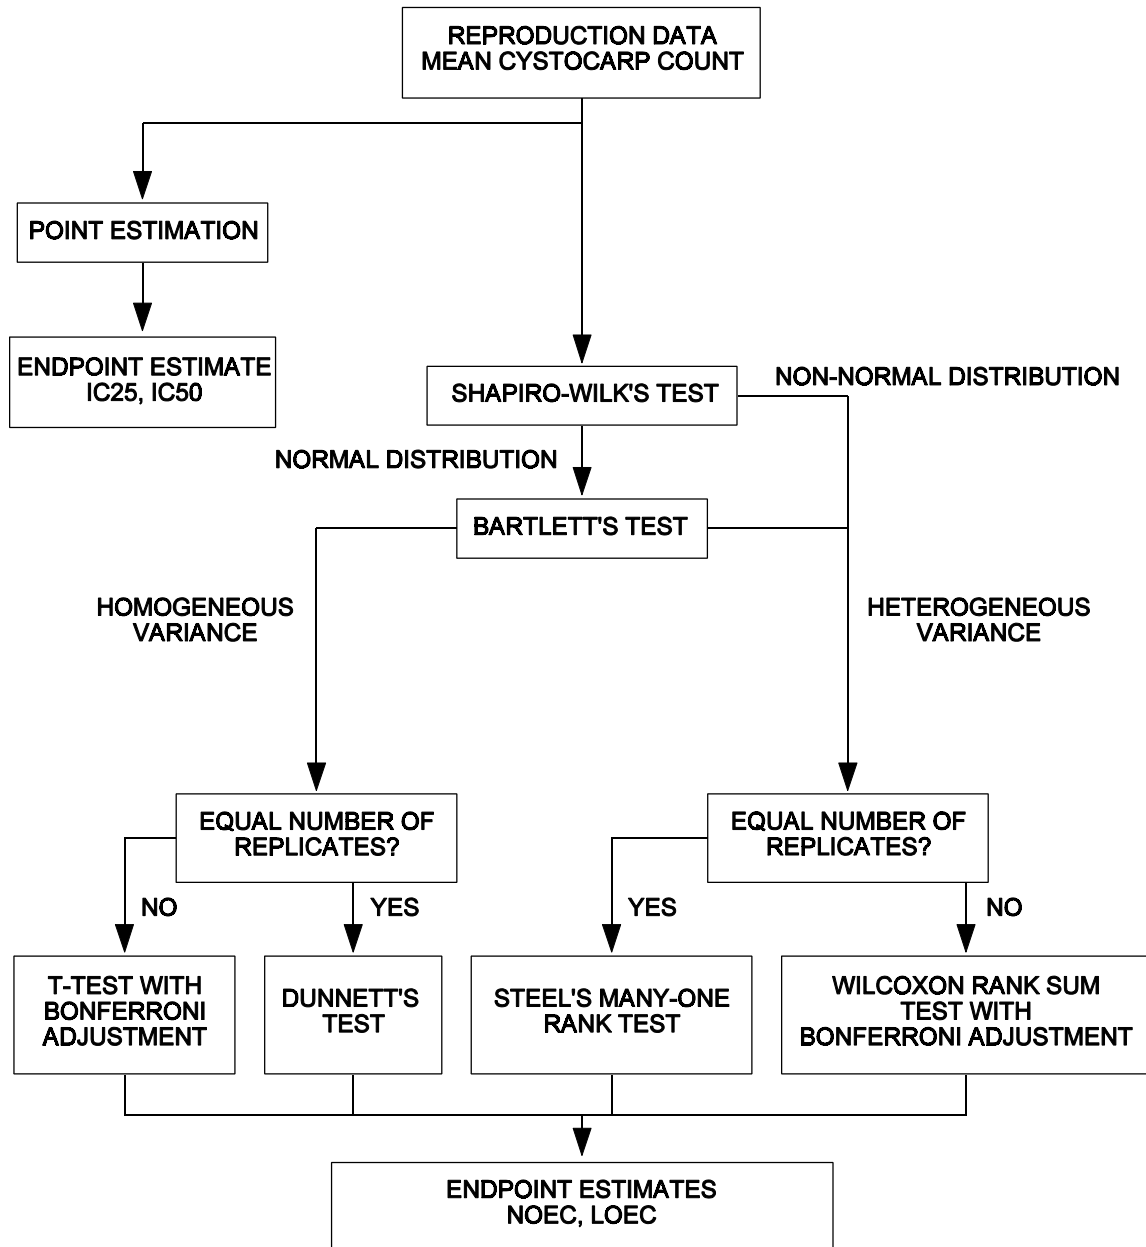 REPRODUCTION DATA
MEAN CYSTOCARP COUNT
POINT ESTIMATION
ENDPOINT ESTIMATE
IC25, IC50
SHAPIRO-WILK'S TEST
NON-NORMAL DISTRIBUTION
NORMAL DISTRIBUTION
BARTLETT'S TEST
HOMOGENEOUS
VARIANCE
HETEROGENEOUS
VARIANCE
EQUAL NUMBER OF
REPLICATES?
EQUAL NUMBER OF
REPLICATES?
NO
YES
YES
NO
T-TEST WITH
BONFERRONI
ADJUSTMENT
DUNNETT'S
TEST
STEEL'S MANY-ONE
RANK TEST
WILCOXON RANK SUM
TEST WITH
BONFERRONI ADJUSTMENT
ENDPOINT ESTIMATES
NOEC, LOEC